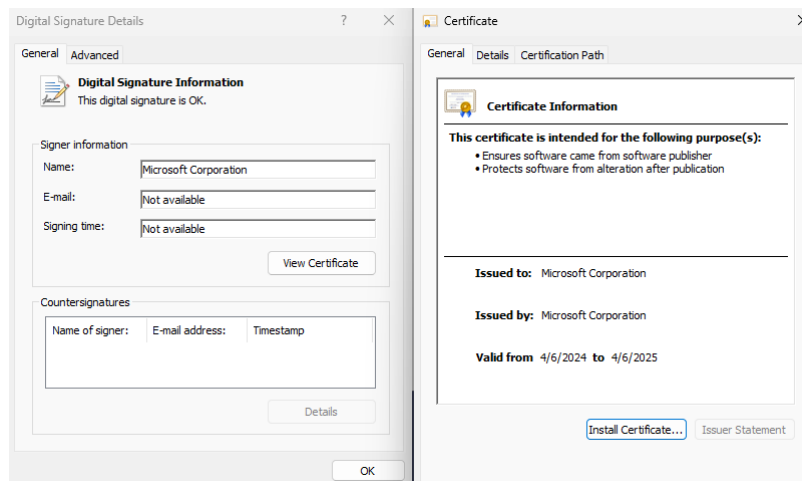 Digital Signature Details
General Advanced
Digital Signature Information
This digital signature is OK.
Signer information
Name: Microsoft Corporation
E-mail: Not available
Signing time: Not available
View Certificate
Countersignatures
Name of signer: E-mail address: Timestamp
Details
OK
Certificate
General Details Certification Path
Certificate Information
This certificate is intended for the following purpose(s):
• Ensures software came from software publisher
• Protects software from alteration after publication
Issued to: Microsoft Corporation
Issued by: Microsoft Corporation
Valid from 4/6/2024 to 4/6/2025
Install Certificate... Issuer Statement